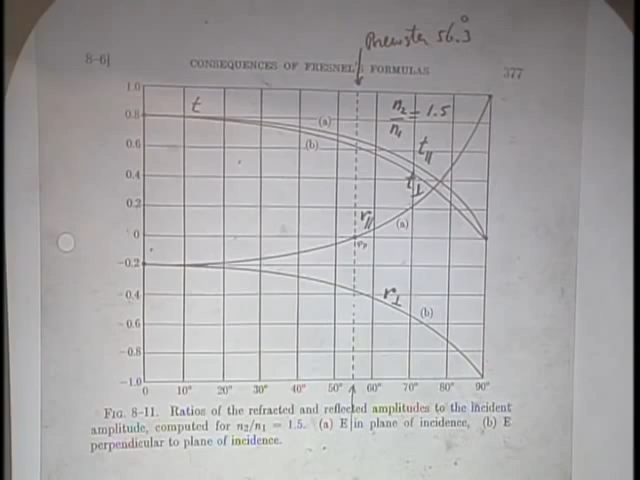 Brewster 56.3°
8-6] CONSEQUENCES OF FRESNEL'S FORMULAS 377
1.0
t
n2/n1 = 1.5
0.8
(a)
t∥
0.6
(b)
0.4
t⊥
0.2
r∥
(a)
0
-0.2
-0.4
r⊥
(b)
-0.6
-0.8
-1.0
0 10° 20° 30° 40° 50° 60° 70° 80° 90°
FIG. 8-11. Ratios of the refracted and reflected amplitudes to the incident
amplitude, computed for n2/n1 = 1.5. (a) E in plane of incidence, (b) E
perpendicular to plane of incidence.